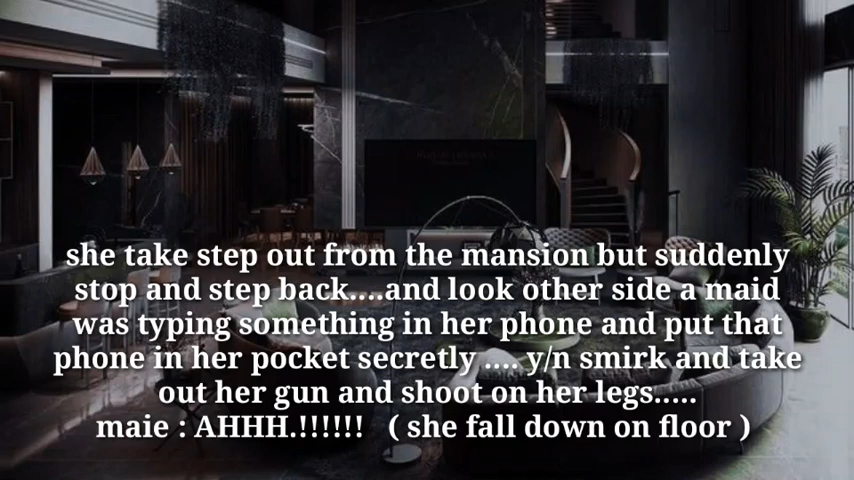 she take step out from the mansion but suddenly
stop and step back....and look other side a maid
was typing something in her phone and put that
phone in her pocket secretly .... y/n smirk and take
out her gun and shoot on her legs.....
maie : AHHH.!!!!!! ( she fall down on floor )